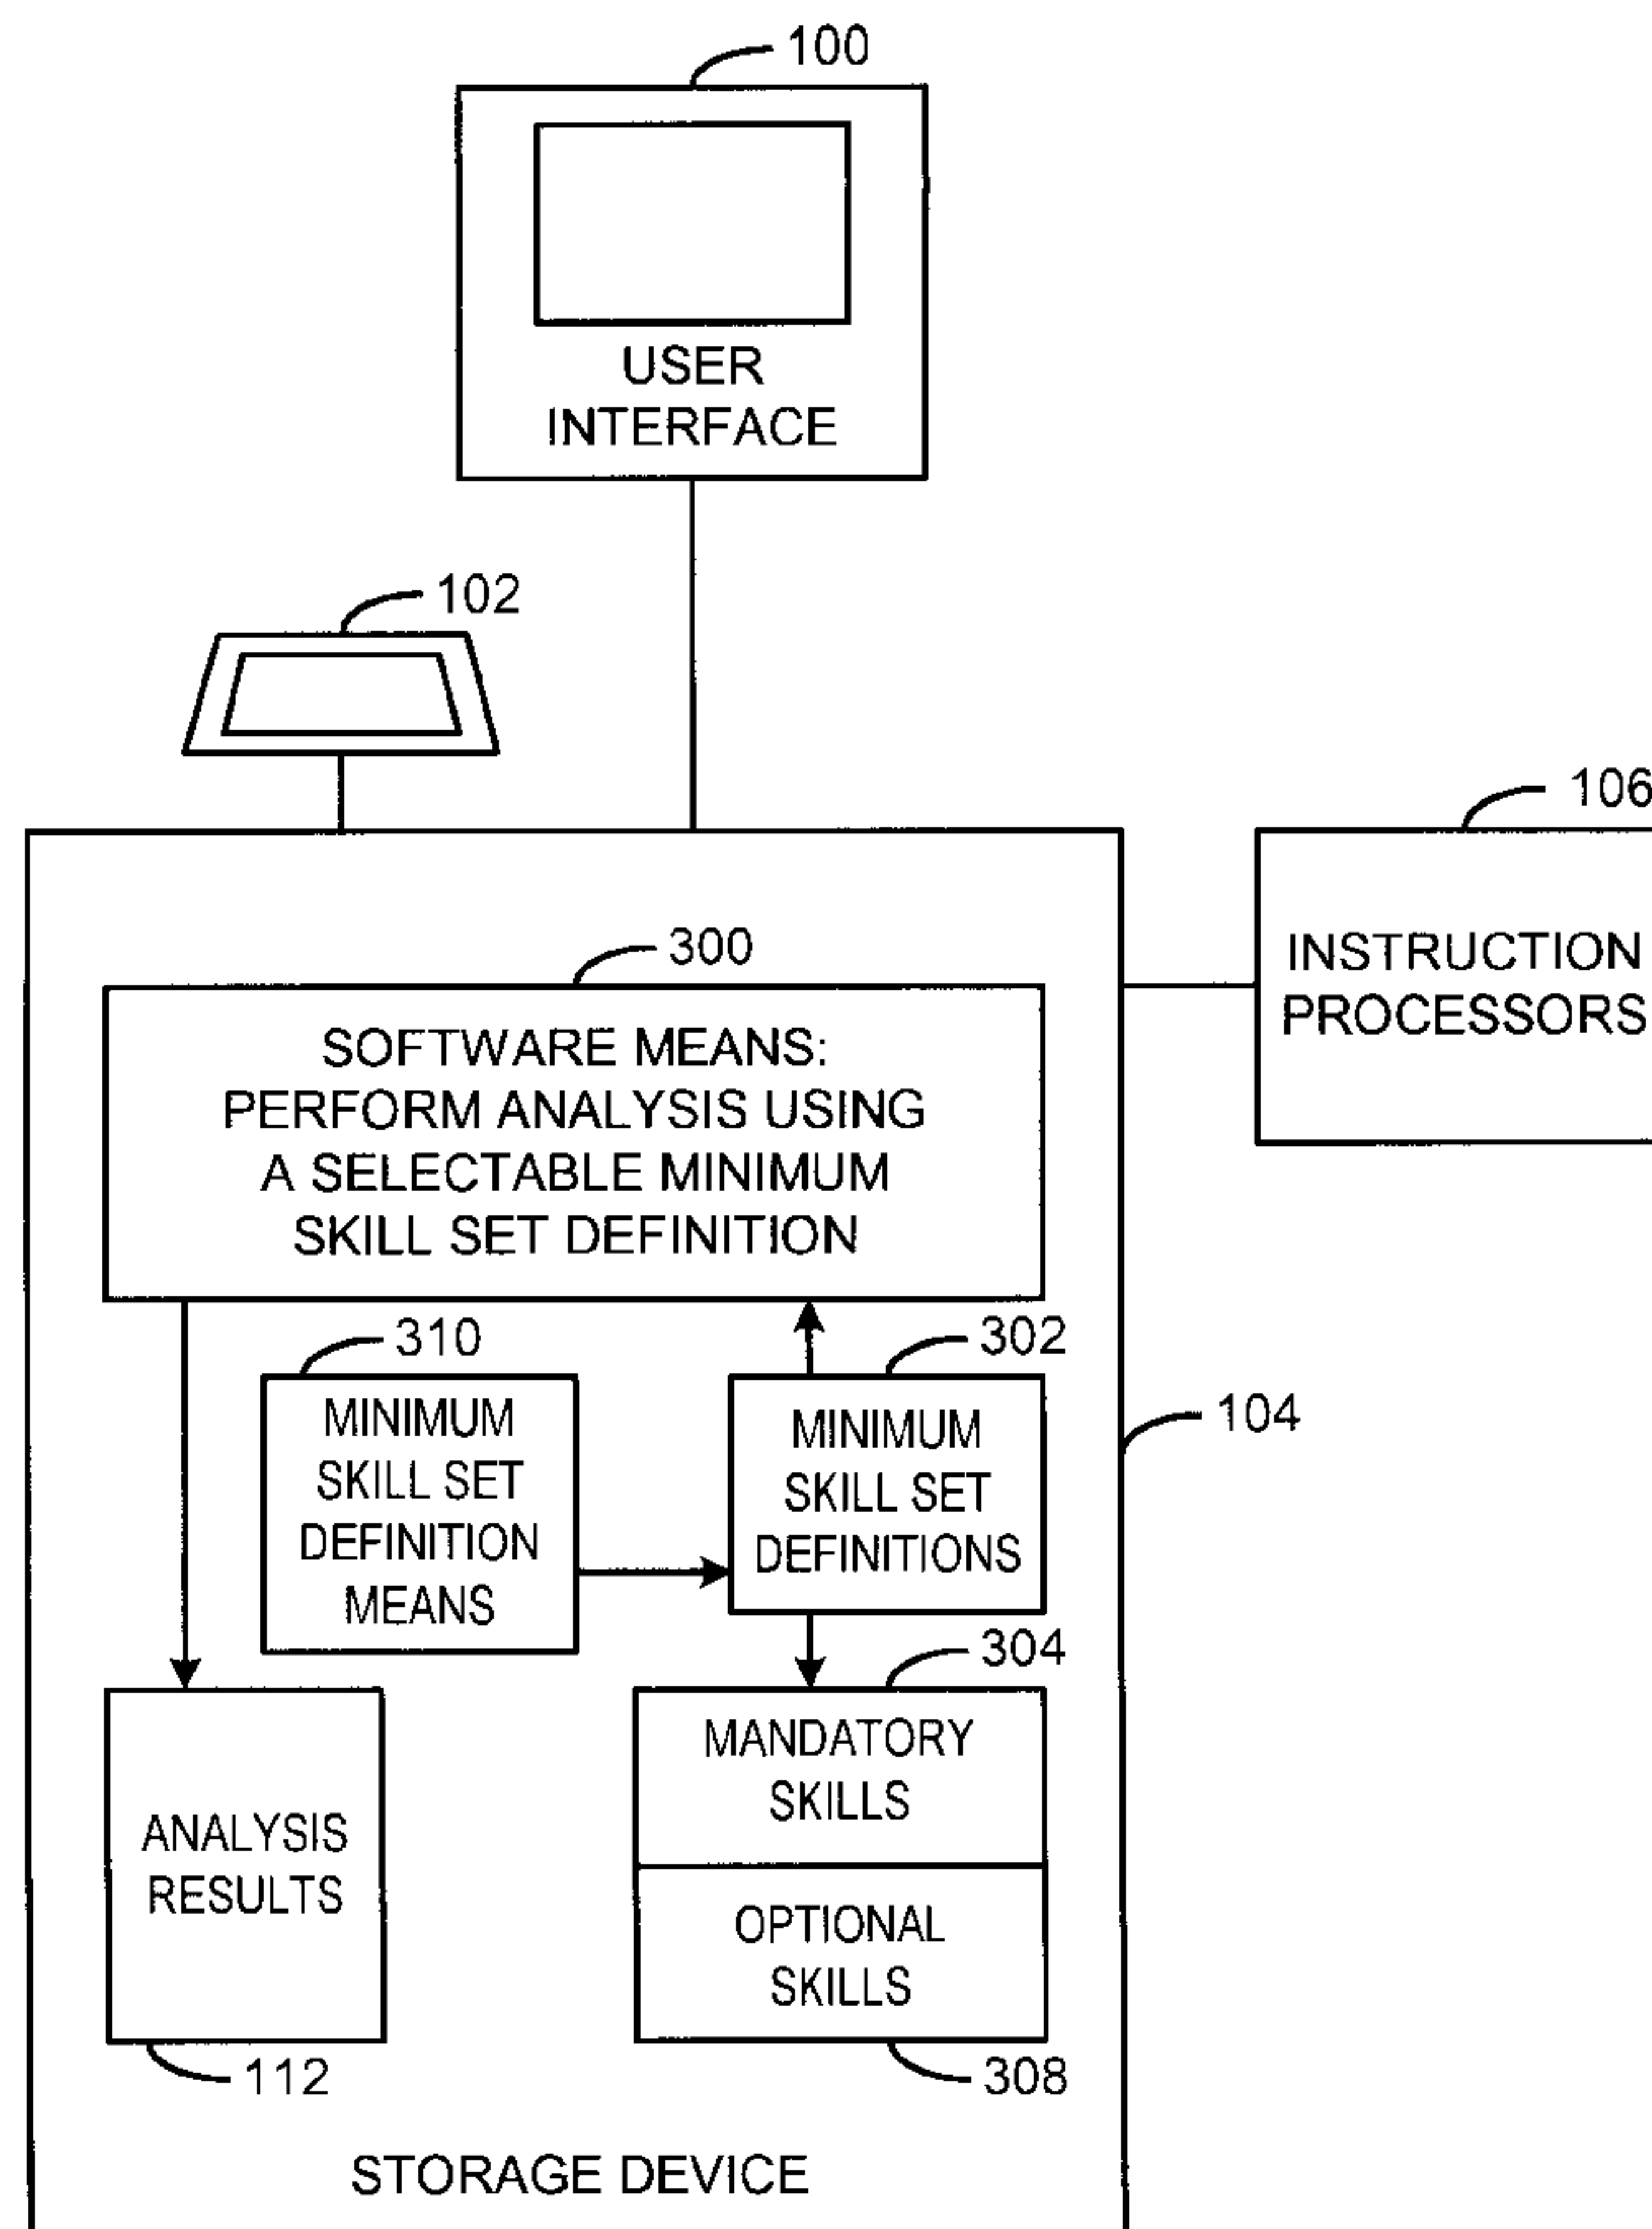 100
USER
INTERFACE
102
106
INSTRUCTION
PROCESSORS
300
SOFTWARE MEANS:
PERFORM ANALYSIS USING
A SELECTABLE MINIMUM
SKILL SET DEFINITION
310
302
MINIMUM
SKILL SET
DEFINITION
MEANS
MINIMUM
SKILL SET
DEFINITIONS
104
304
MANDATORY
SKILLS
ANALYSIS
RESULTS
OPTIONAL
SKILLS
112
308
STORAGE DEVICE